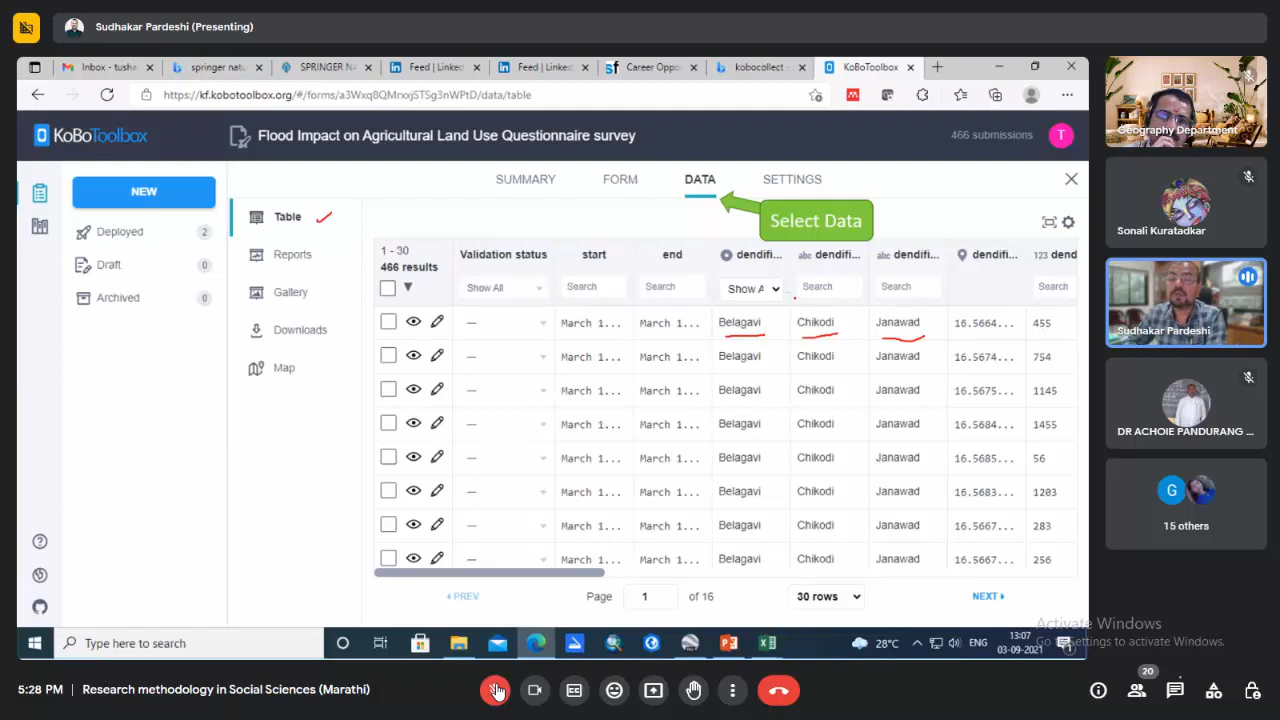 Sudhakar Pardeshi (Presenting)
Inbox - tusha
springer nat
SPRINGER NA
Feed | Linked
Feed | Linked
Career Oppo
kobocollect -
KoBoToolbox
https://kf.kobotoolbox.org/#/forms/a3Wxq8QMrxxjSTSg3nWPtD/data/table
KoBoToolbox
Flood Impact on Agricultural Land Use Questionnaire survey
466 submissions
T
NEW
Deployed 2
Draft 0
Archived 0
SUMMARY FORM DATA SETTINGS
Select Data
Table
Reports
Gallery
Downloads
Map
1 - 30
466 results
Validation status start end dendifi... abc dendifi... abc dendifi... dendifi... 123 dend
Show All Search Search Show A Search Search Search
— March 1... March 1... Belagavi Chikodi Janawad 16.5664... 455
— March 1... March 1... Belagavi Chikodi Janawad 16.5674... 754
— March 1... March 1... Belagavi Chikodi Janawad 16.5675... 1145
— March 1... March 1... Belagavi Chikodi Janawad 16.5684... 1455
— March 1... March 1... Belagavi Chikodi Janawad 16.5685... 56
— March 1... March 1... Belagavi Chikodi Janawad 16.5683... 1203
— March 1... March 1... Belagavi Chikodi Janawad 16.5667... 283
— March 1... March 1... Belagavi Chikodi Janawad 16.5667... 256
PREV Page 1 of 16 30 rows NEXT
Type here to search
28°C ENG
13:07
03-09-2021
1
Geography Department
Sonali Kuratadkar
Sudhakar Pardeshi
DR ACHOIE PANDURANG ...
G
15 others
Activate Windows
Go to Settings to activate Windows.
5:28 PM | Research methodology in Social Sciences (Marathi)
CC
20